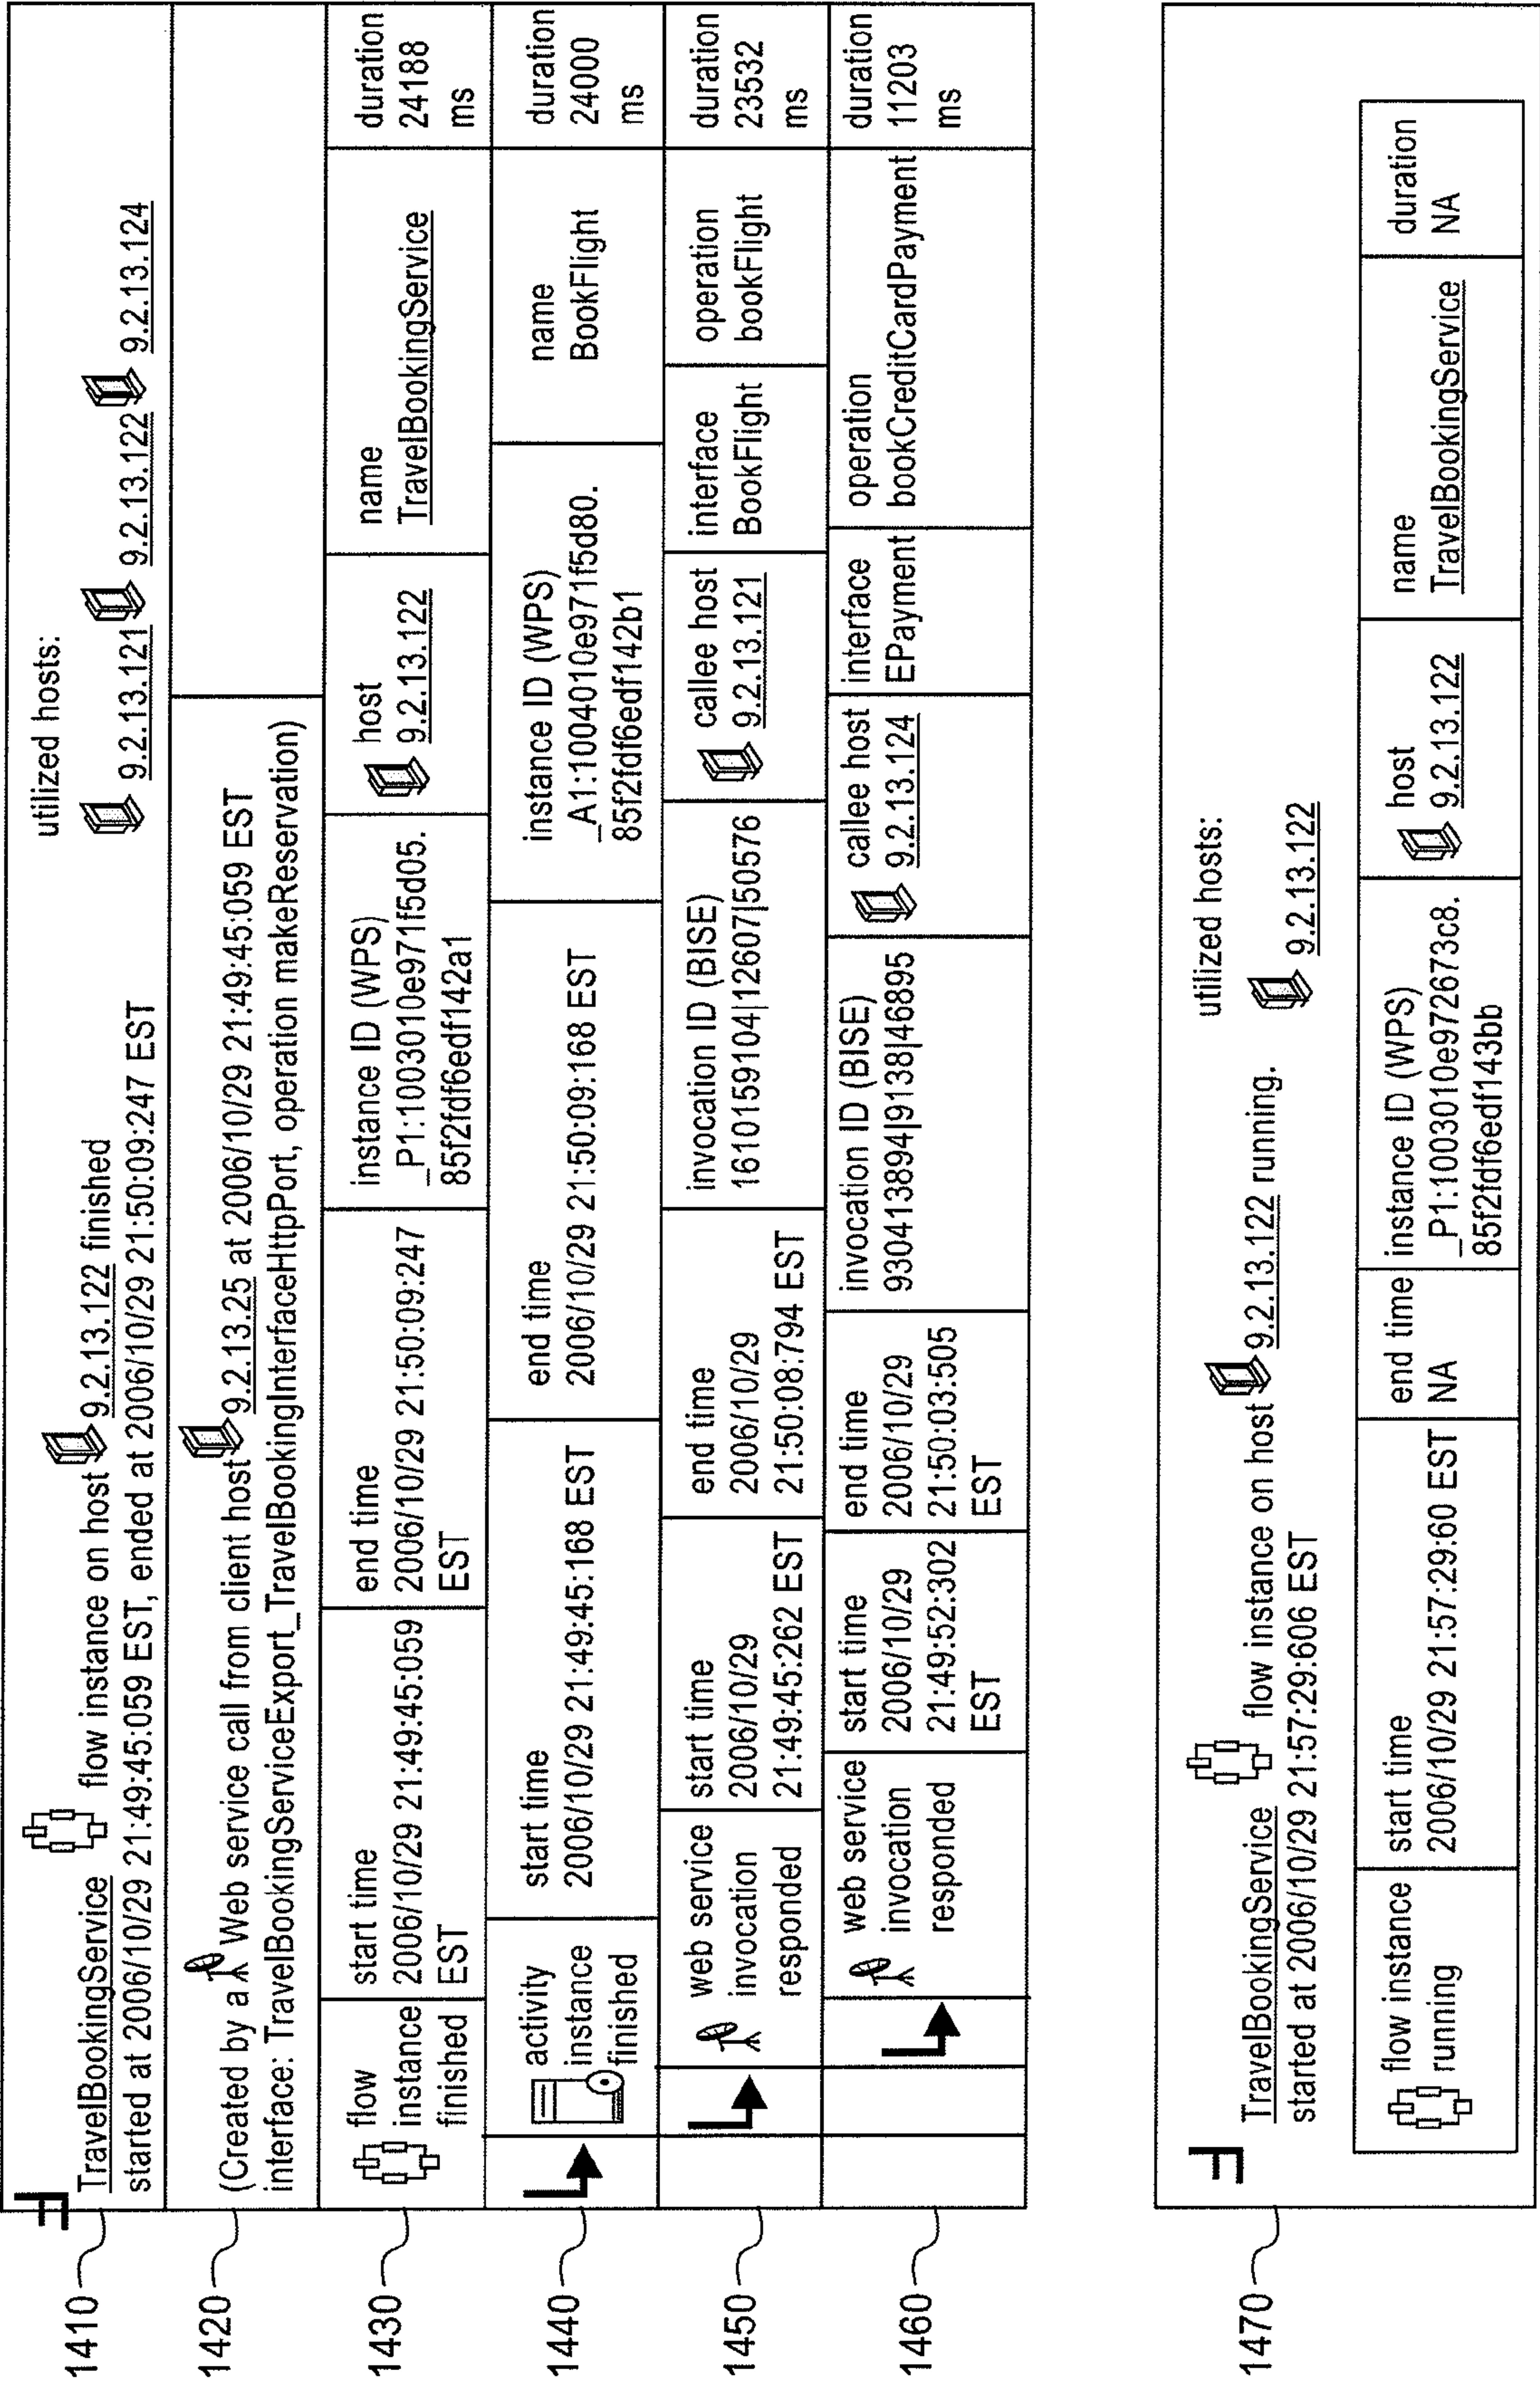 1410
F
TravelBookingService flow instance on host 9.2.13.122 finished
started at 2006/10/29 21:49:45:059 EST, ended at 2006/10/29 21:50:09:247 EST
utilized hosts:
9.2.13.121 9.2.13.122 9.2.13.124
1420
(Created by a Web service call from client host 9.2.13.25 at 2006/10/29 21:49:45:059 EST
interface: TravelBookingServiceExport_TravelBookingInterfaceHttpPort, operation makeReservation)
1430
flow
instance
finished
start time
2006/10/29 21:49:45:059
EST
end time
2006/10/29 21:50:09:247
EST
instance ID (WPS)
_P1:1003010e971f5d05.
85f2fdf6edf142a1
host
9.2.13.122
name
TravelBookingService
duration
24188
ms
1440
activity
instance
finished
start time
2006/10/29 21:49:45:168 EST
end time
2006/10/29 21:50:09:168 EST
instance ID (WPS)
_A1:1004010e971f5d80.
85f2fdf6edf142b1
name
BookFlight
duration
24000
ms
1450
web service
invocation
responded
start time
2006/10/29
21:49:45:262 EST
end time
2006/10/29
21:50:08:794 EST
invocation ID (BISE)
1610159104|12607|50576
callee host
9.2.13.121
interface
BookFlight
operation
bookFlight
duration
23532
ms
1460
web service
invocation
responded
start time
2006/10/29
21:49:52:302
EST
end time
2006/10/29
21:50:03:505
EST
invocation ID (BISE)
930413894|9138|46895
callee host
9.2.13.124
interface
EPayment
operation
bookCreditCardPayment
duration
11203
ms
1470
F
TravelBookingService flow instance on host 9.2.13.122 running.
started at 2006/10/29 21:57:29:606 EST
utilized hosts:
9.2.13.122
flow instance
running
start time
2006/10/29 21:57:29:60 EST
end time
NA
instance ID (WPS)
_P1:1003010e972673c8.
85f2fdf6edf143bb
host
9.2.13.122
name
TravelBookingService
duration
NA